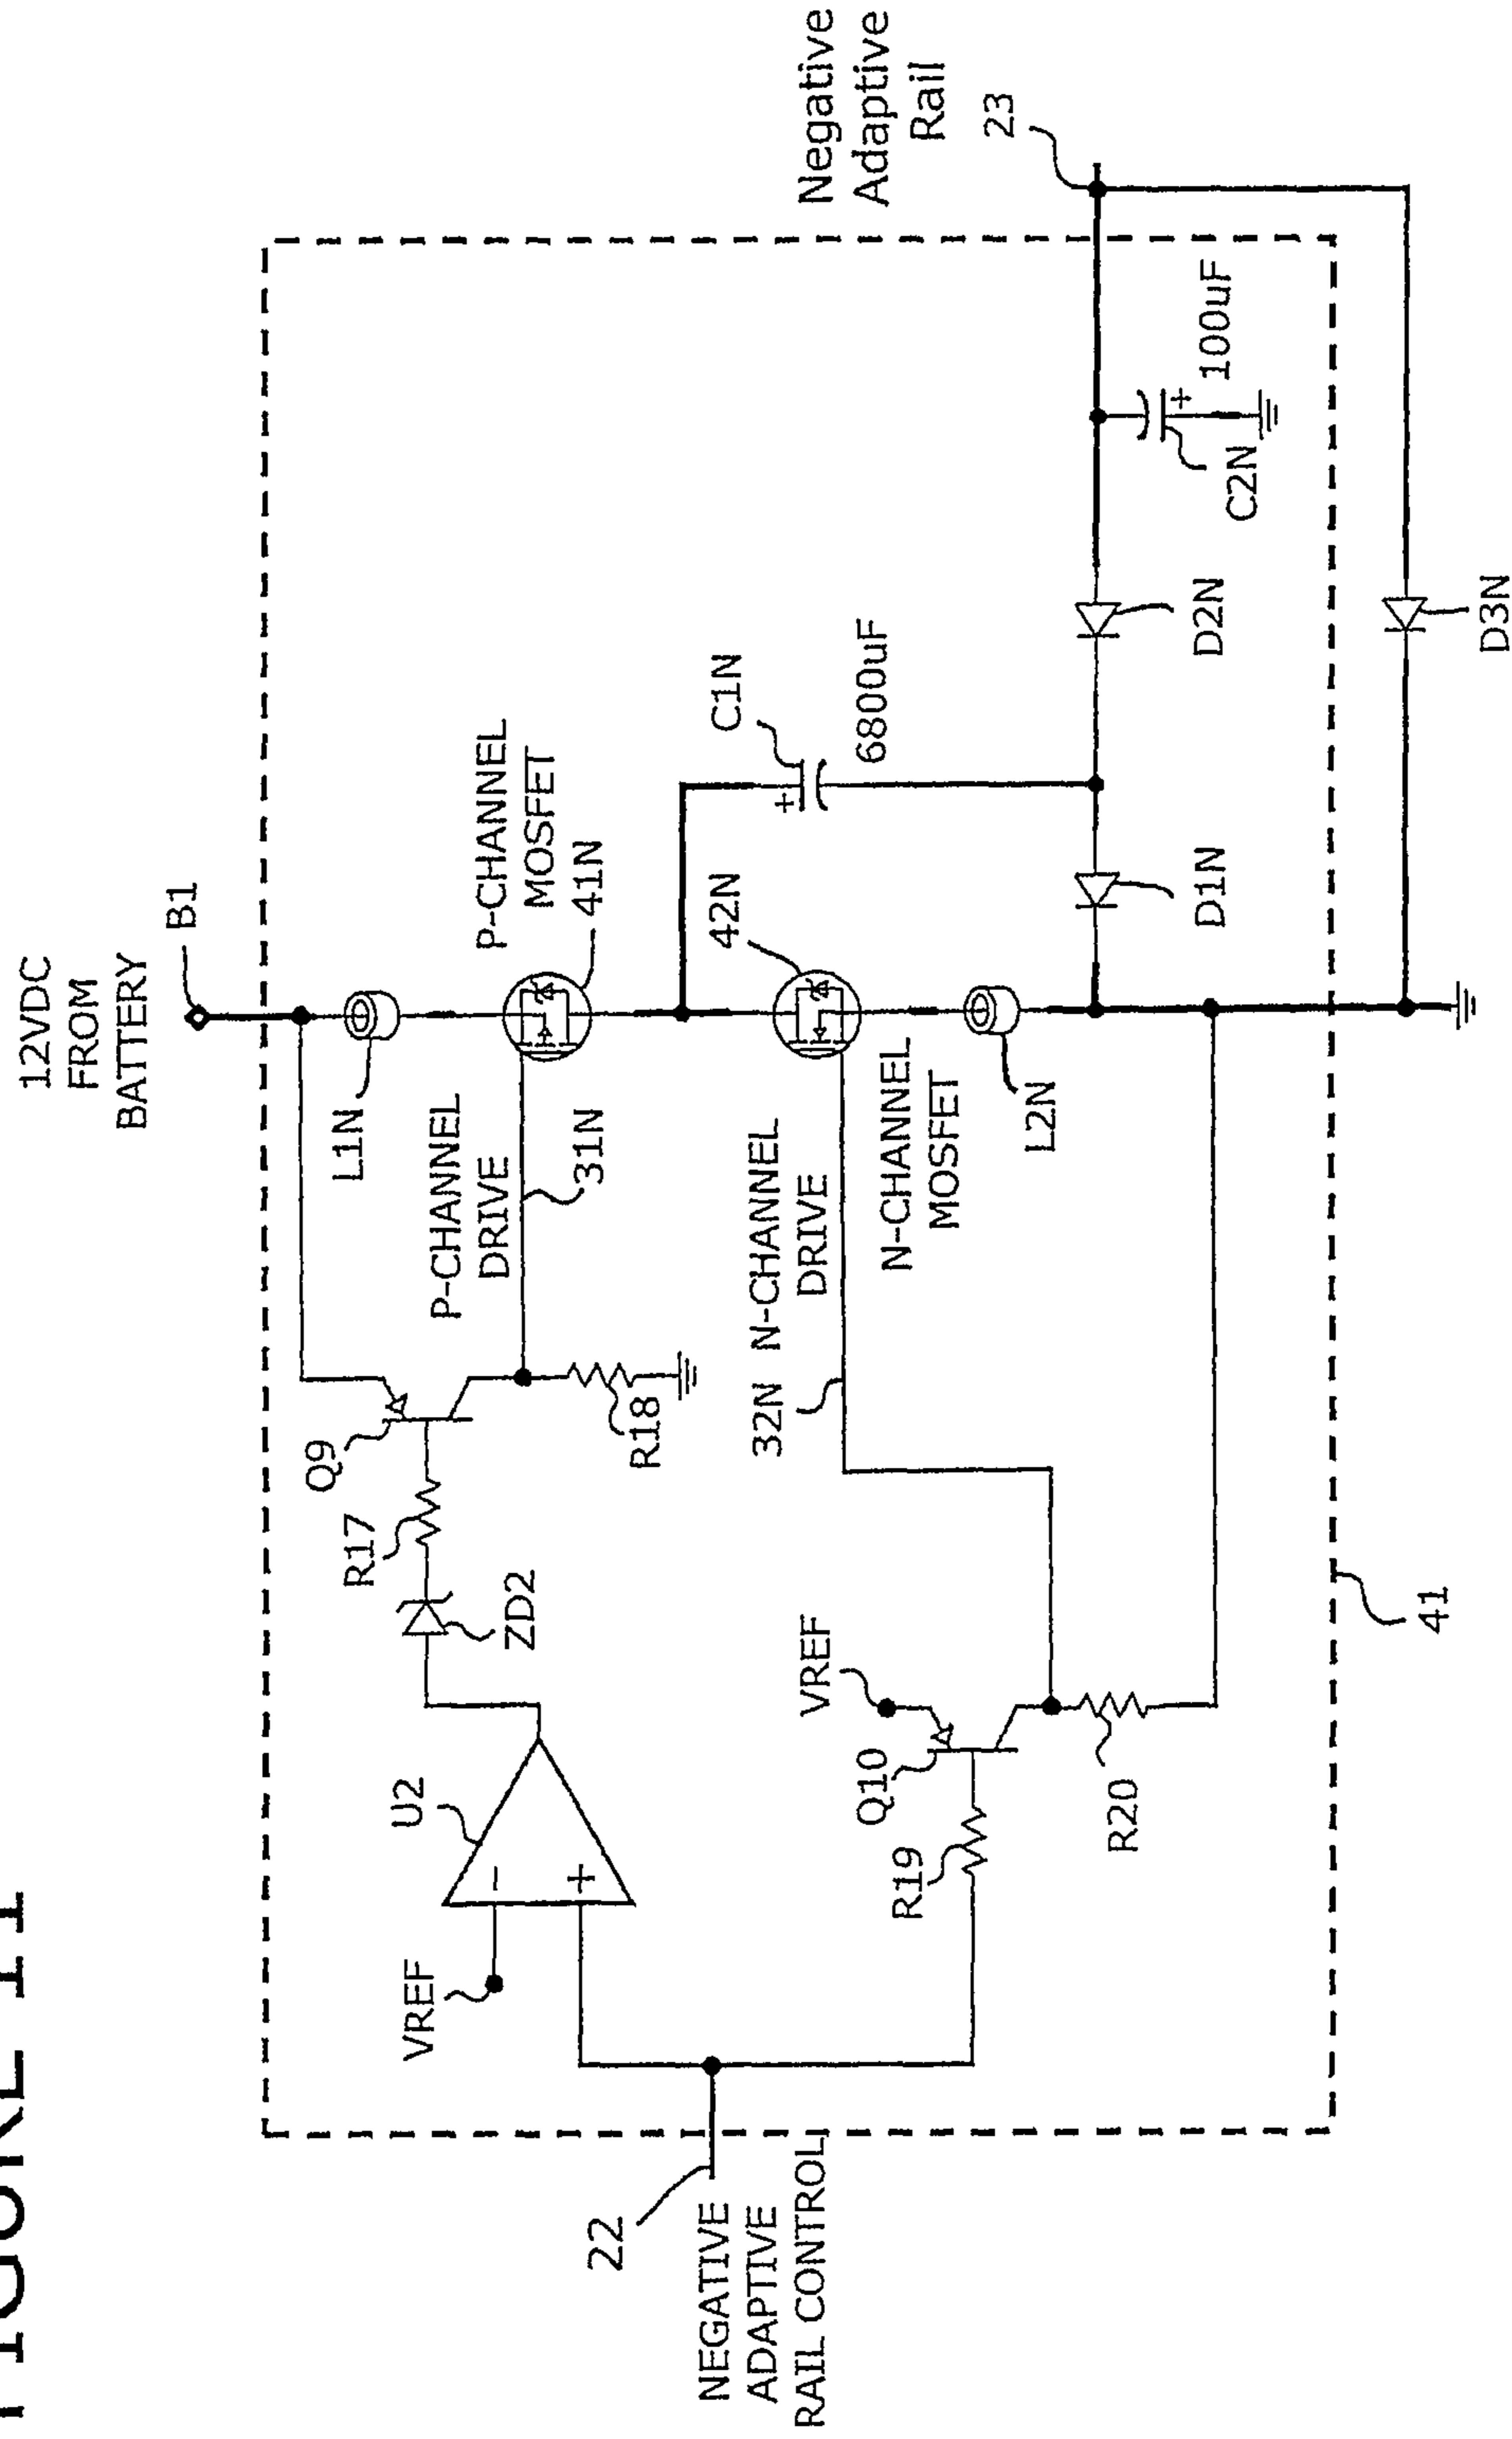 FIGURE 11
12VDC
FROM
BATTERY
B1
L1N
P-CHANNEL
MOSFET
41N
P-CHANNEL
DRIVE
31N
Q9
R17
R18
ZD2
U2
−
+
VREF
22
NEGATIVE
ADAPTIVE
RAIL CONTROL
C1N
+
6800uF
42N
32N N-CHANNEL
DRIVE
N-CHANNEL
MOSFET
L2N
VREF
Q10
R19
R20
D1N
D2N
+
100uF
C2N
Negative
Adaptive
Rail
23
D3N
41